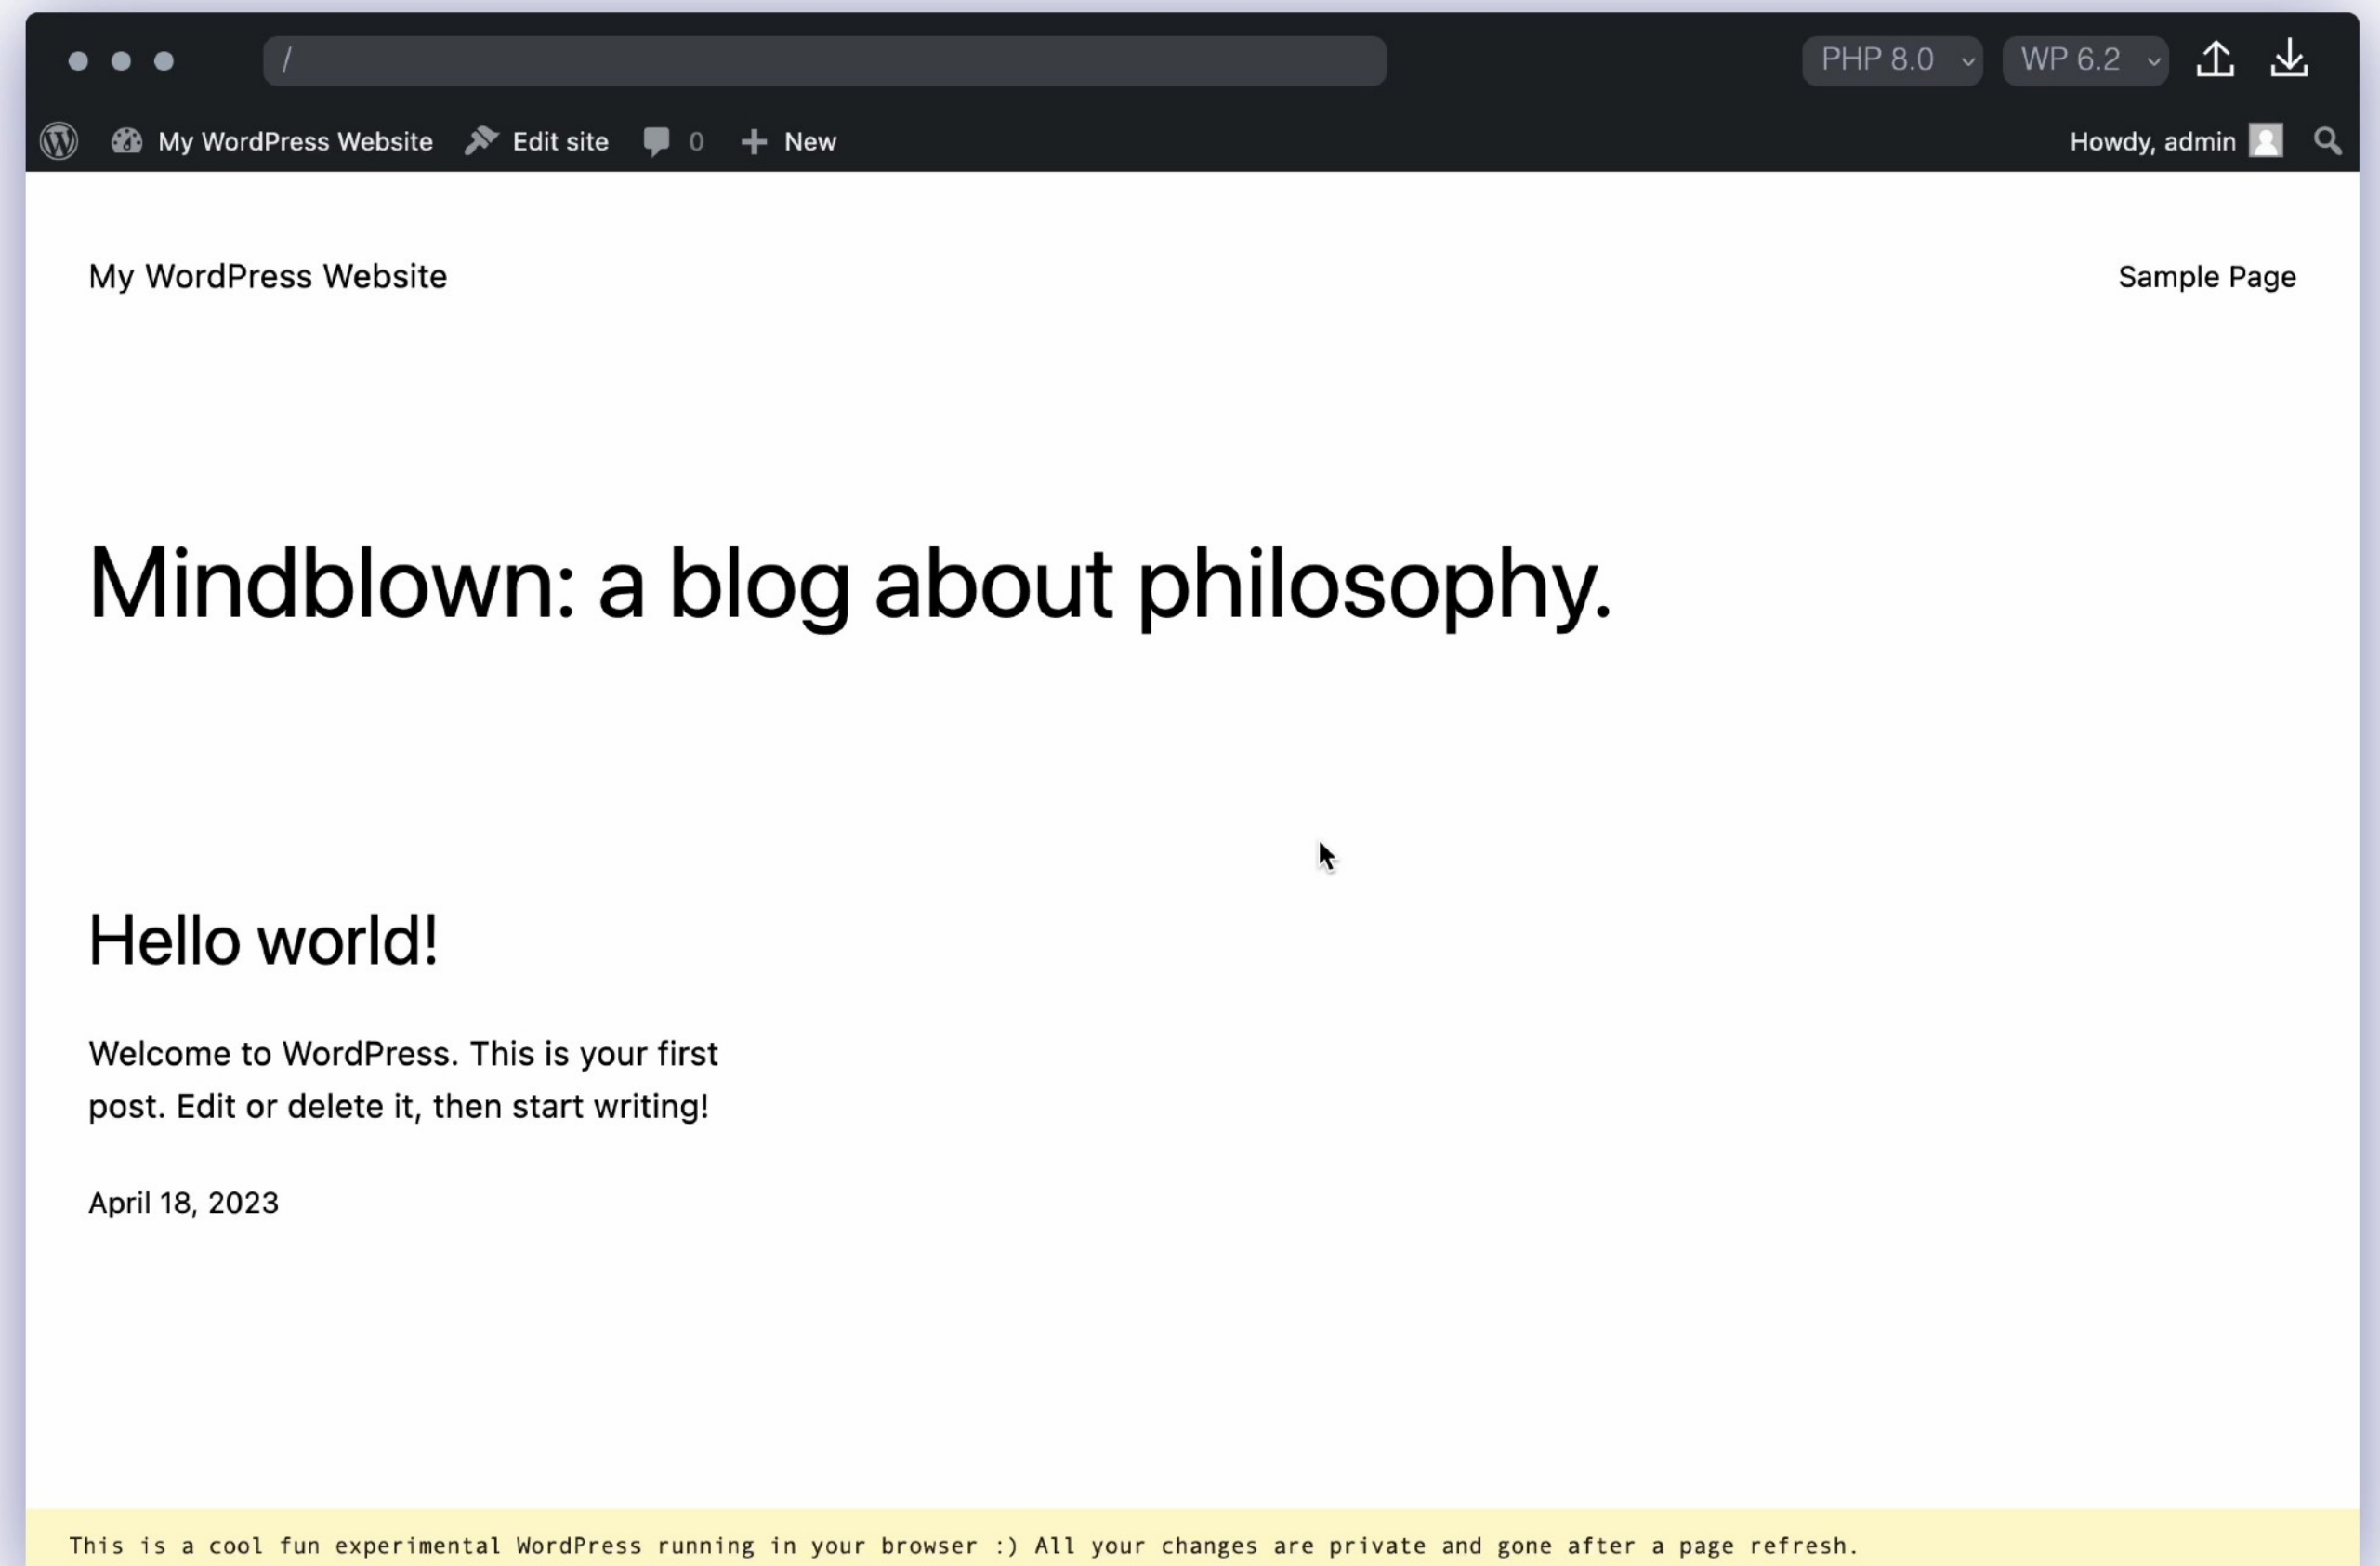 / PHP 8.0 WP 6.2
My WordPress Website Edit site 0 New Howdy, admin
My WordPress Website Sample Page
Mindblown: a blog about philosophy.
Hello world!
Welcome to WordPress. This is your first
post. Edit or delete it, then start writing!
April 18, 2023
This is a cool fun experimental WordPress running in your browser :) All your changes are private and gone after a page refresh.